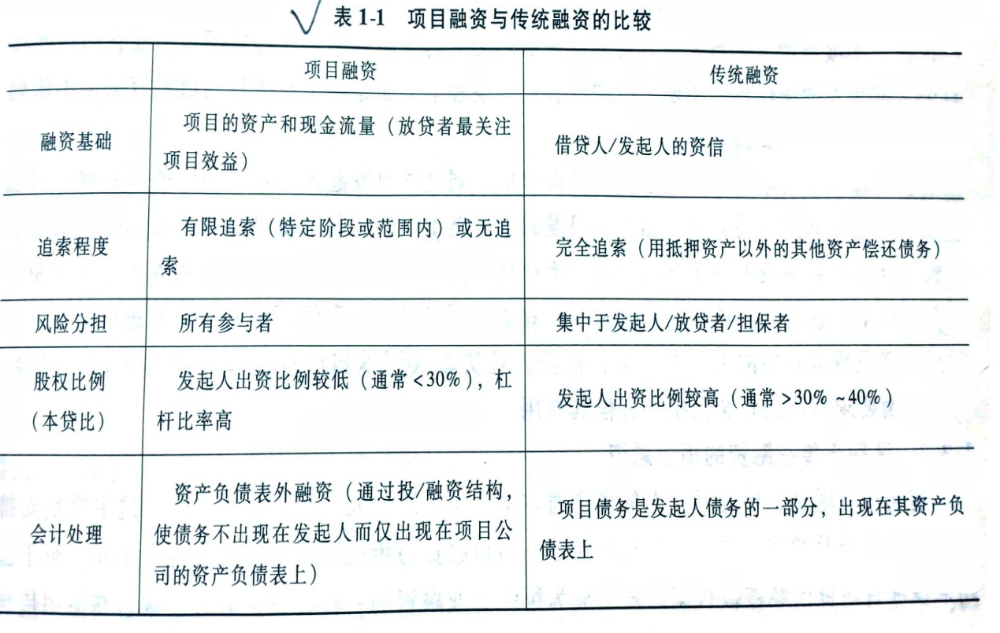 表 1-1 项目融资与传统融资的比较
项目融资
传统融资
融资基础
项目的资产和现金流量（放贷者最关注
项目效益）
借贷人/发起人的资信
追索程度
有限追索（特定阶段或范围内）或无追
索
完全追索（用抵押资产以外的其他资产偿还债务）
风险分担
所有参与者
集中于发起人/放贷者/担保者
股权比例
（本贷比）
发起人出资比例较低（通常<30%），杠
杆比率高
发起人出资比例较高（通常>30%~40%）
会计处理
资产负债表外融资（通过投/融资结构，
使债务不出现在发起人而仅出现在项目公
司的资产负债表上）
项目债务是发起人债务的一部分，出现在其资产负
债表上